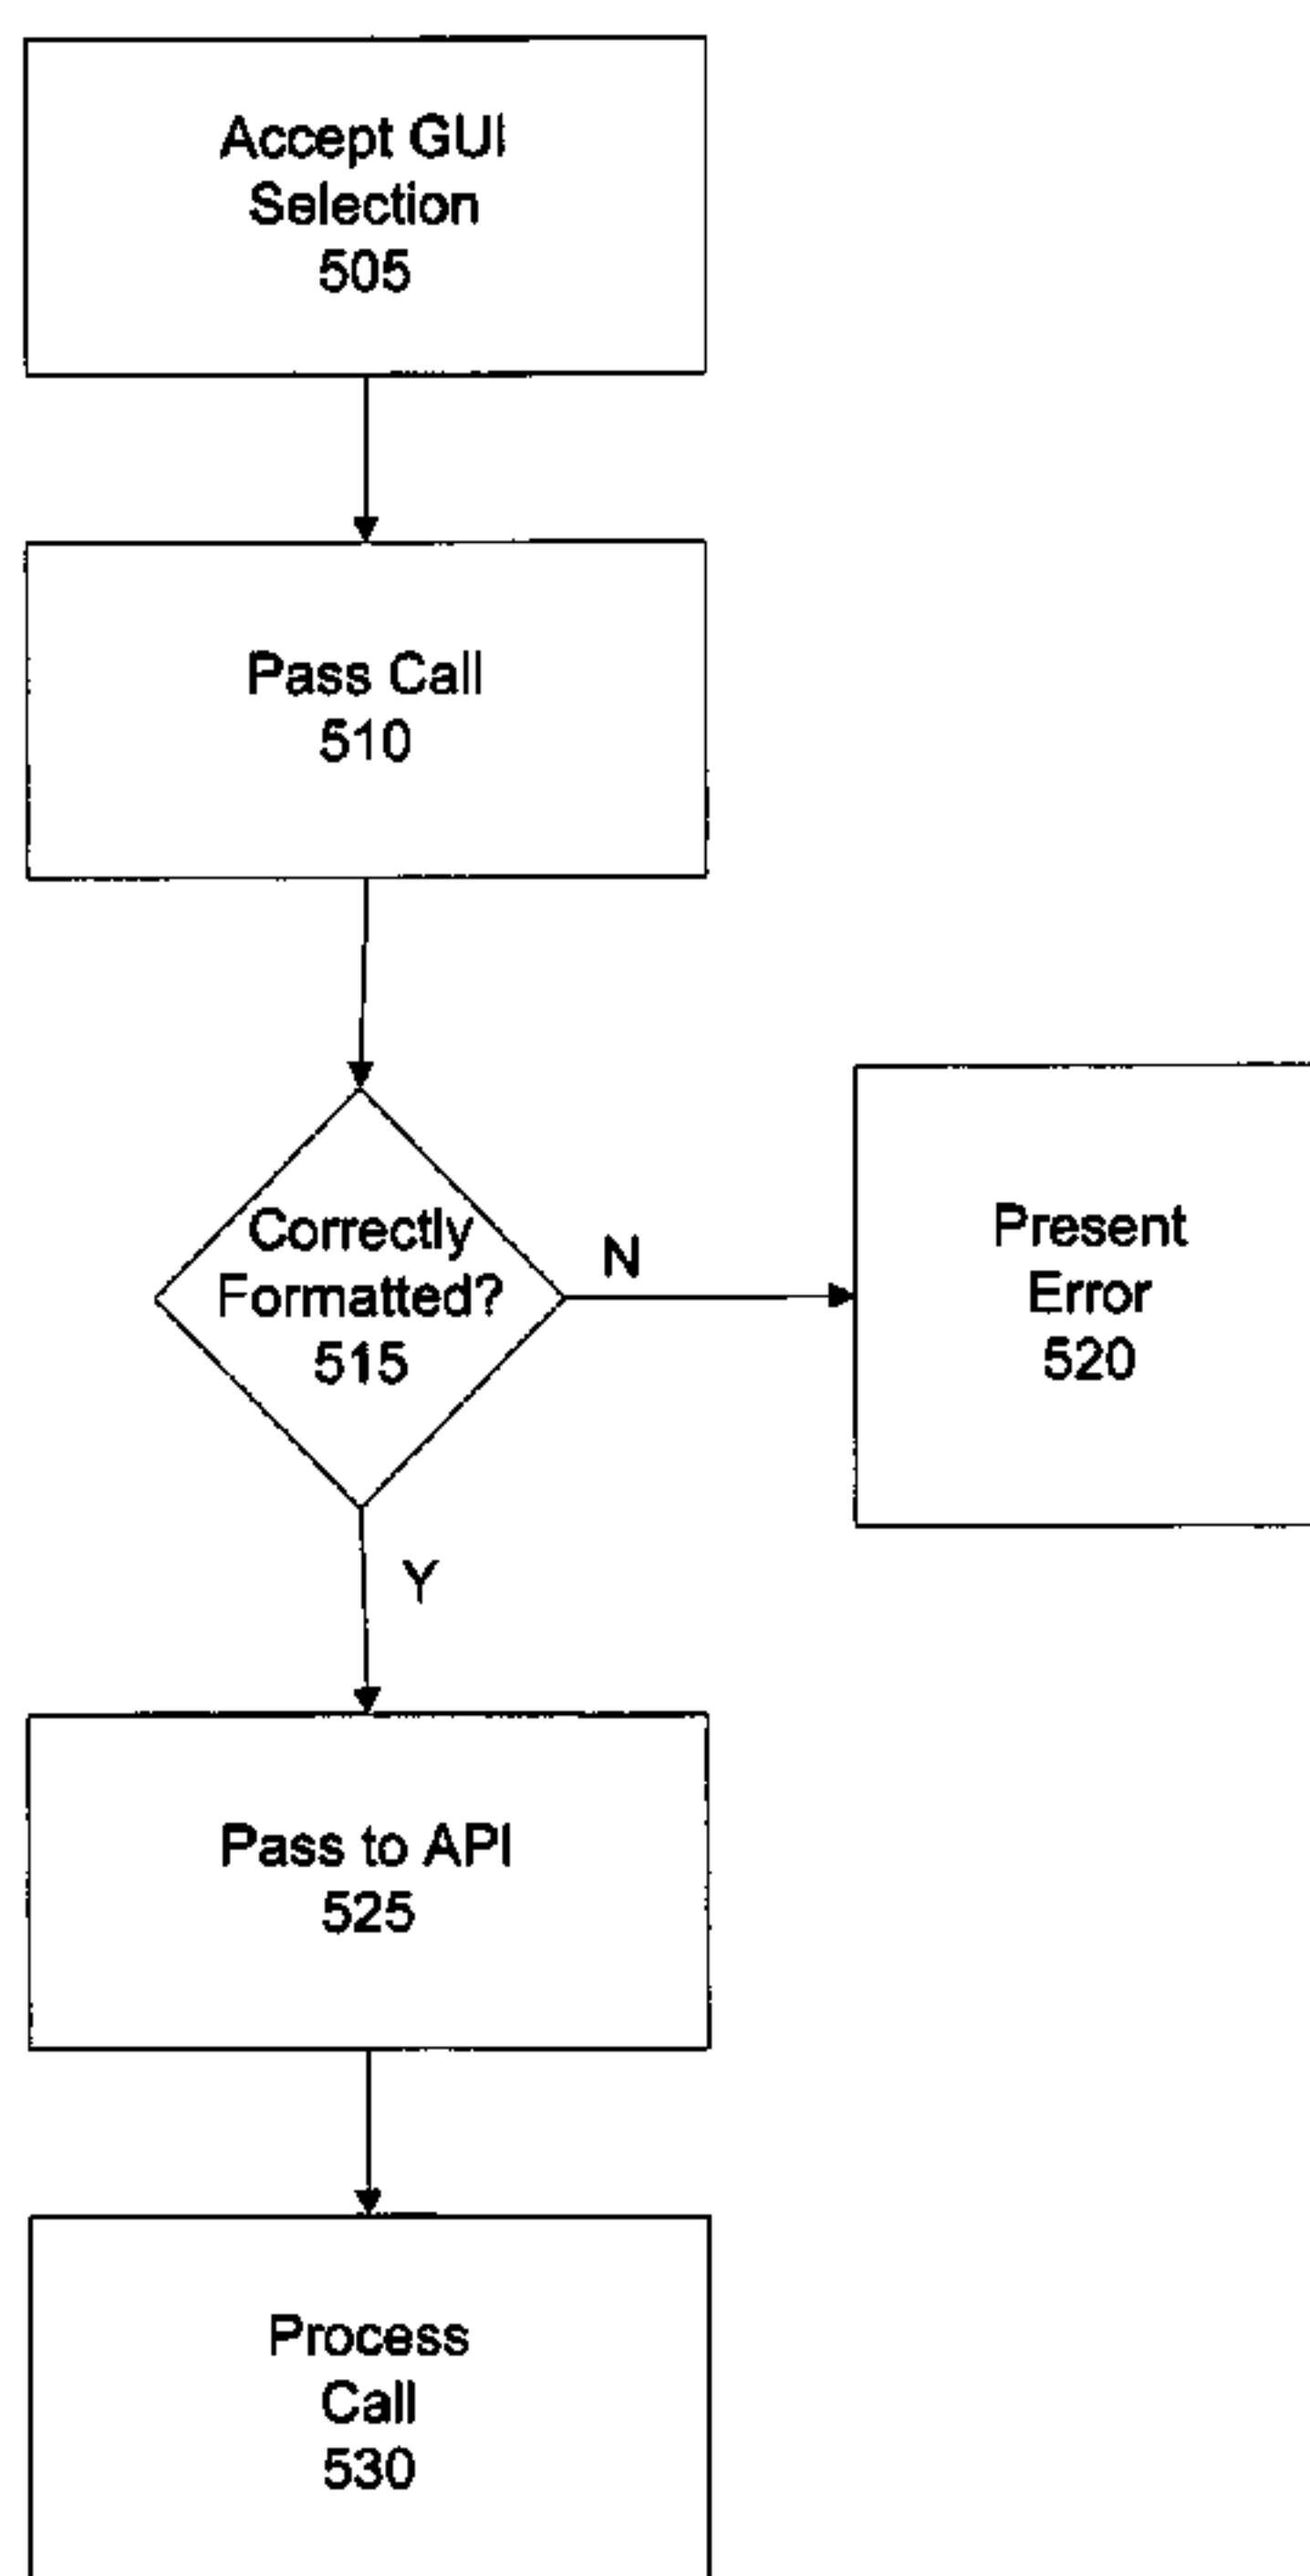 Accept GUI
Selection
505
Pass Call
510
Correctly
Formatted?
515
N
Present
Error
520
Y
Pass to API
525
Process
Call
530